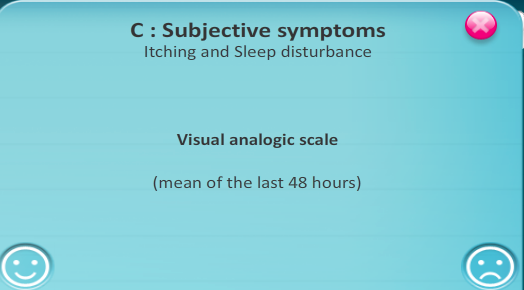 C : Subjective symptoms
Itching and Sleep disturbance
Visual analogic scale
(mean of the last 48 hours)